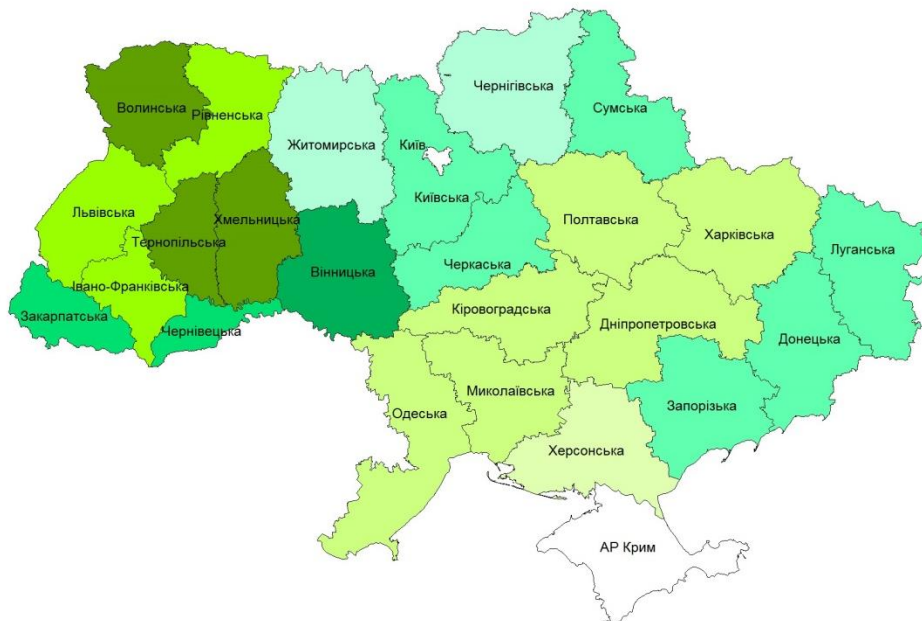 Чернігівська
Волинська
Рівненська
Сумська
Житомирська
Київ
Київська
Львівська
Хмельницька
Тернопільська
Полтавська
Харківська
Луганська
Вінницька
Черкаська
Івано-Франківська
Закарпатська
Чернівецька
Кіровоградська
Дніпропетровська
Донецька
Миколаївська
Запорізька
Одеська
Херсонська
АР Крим